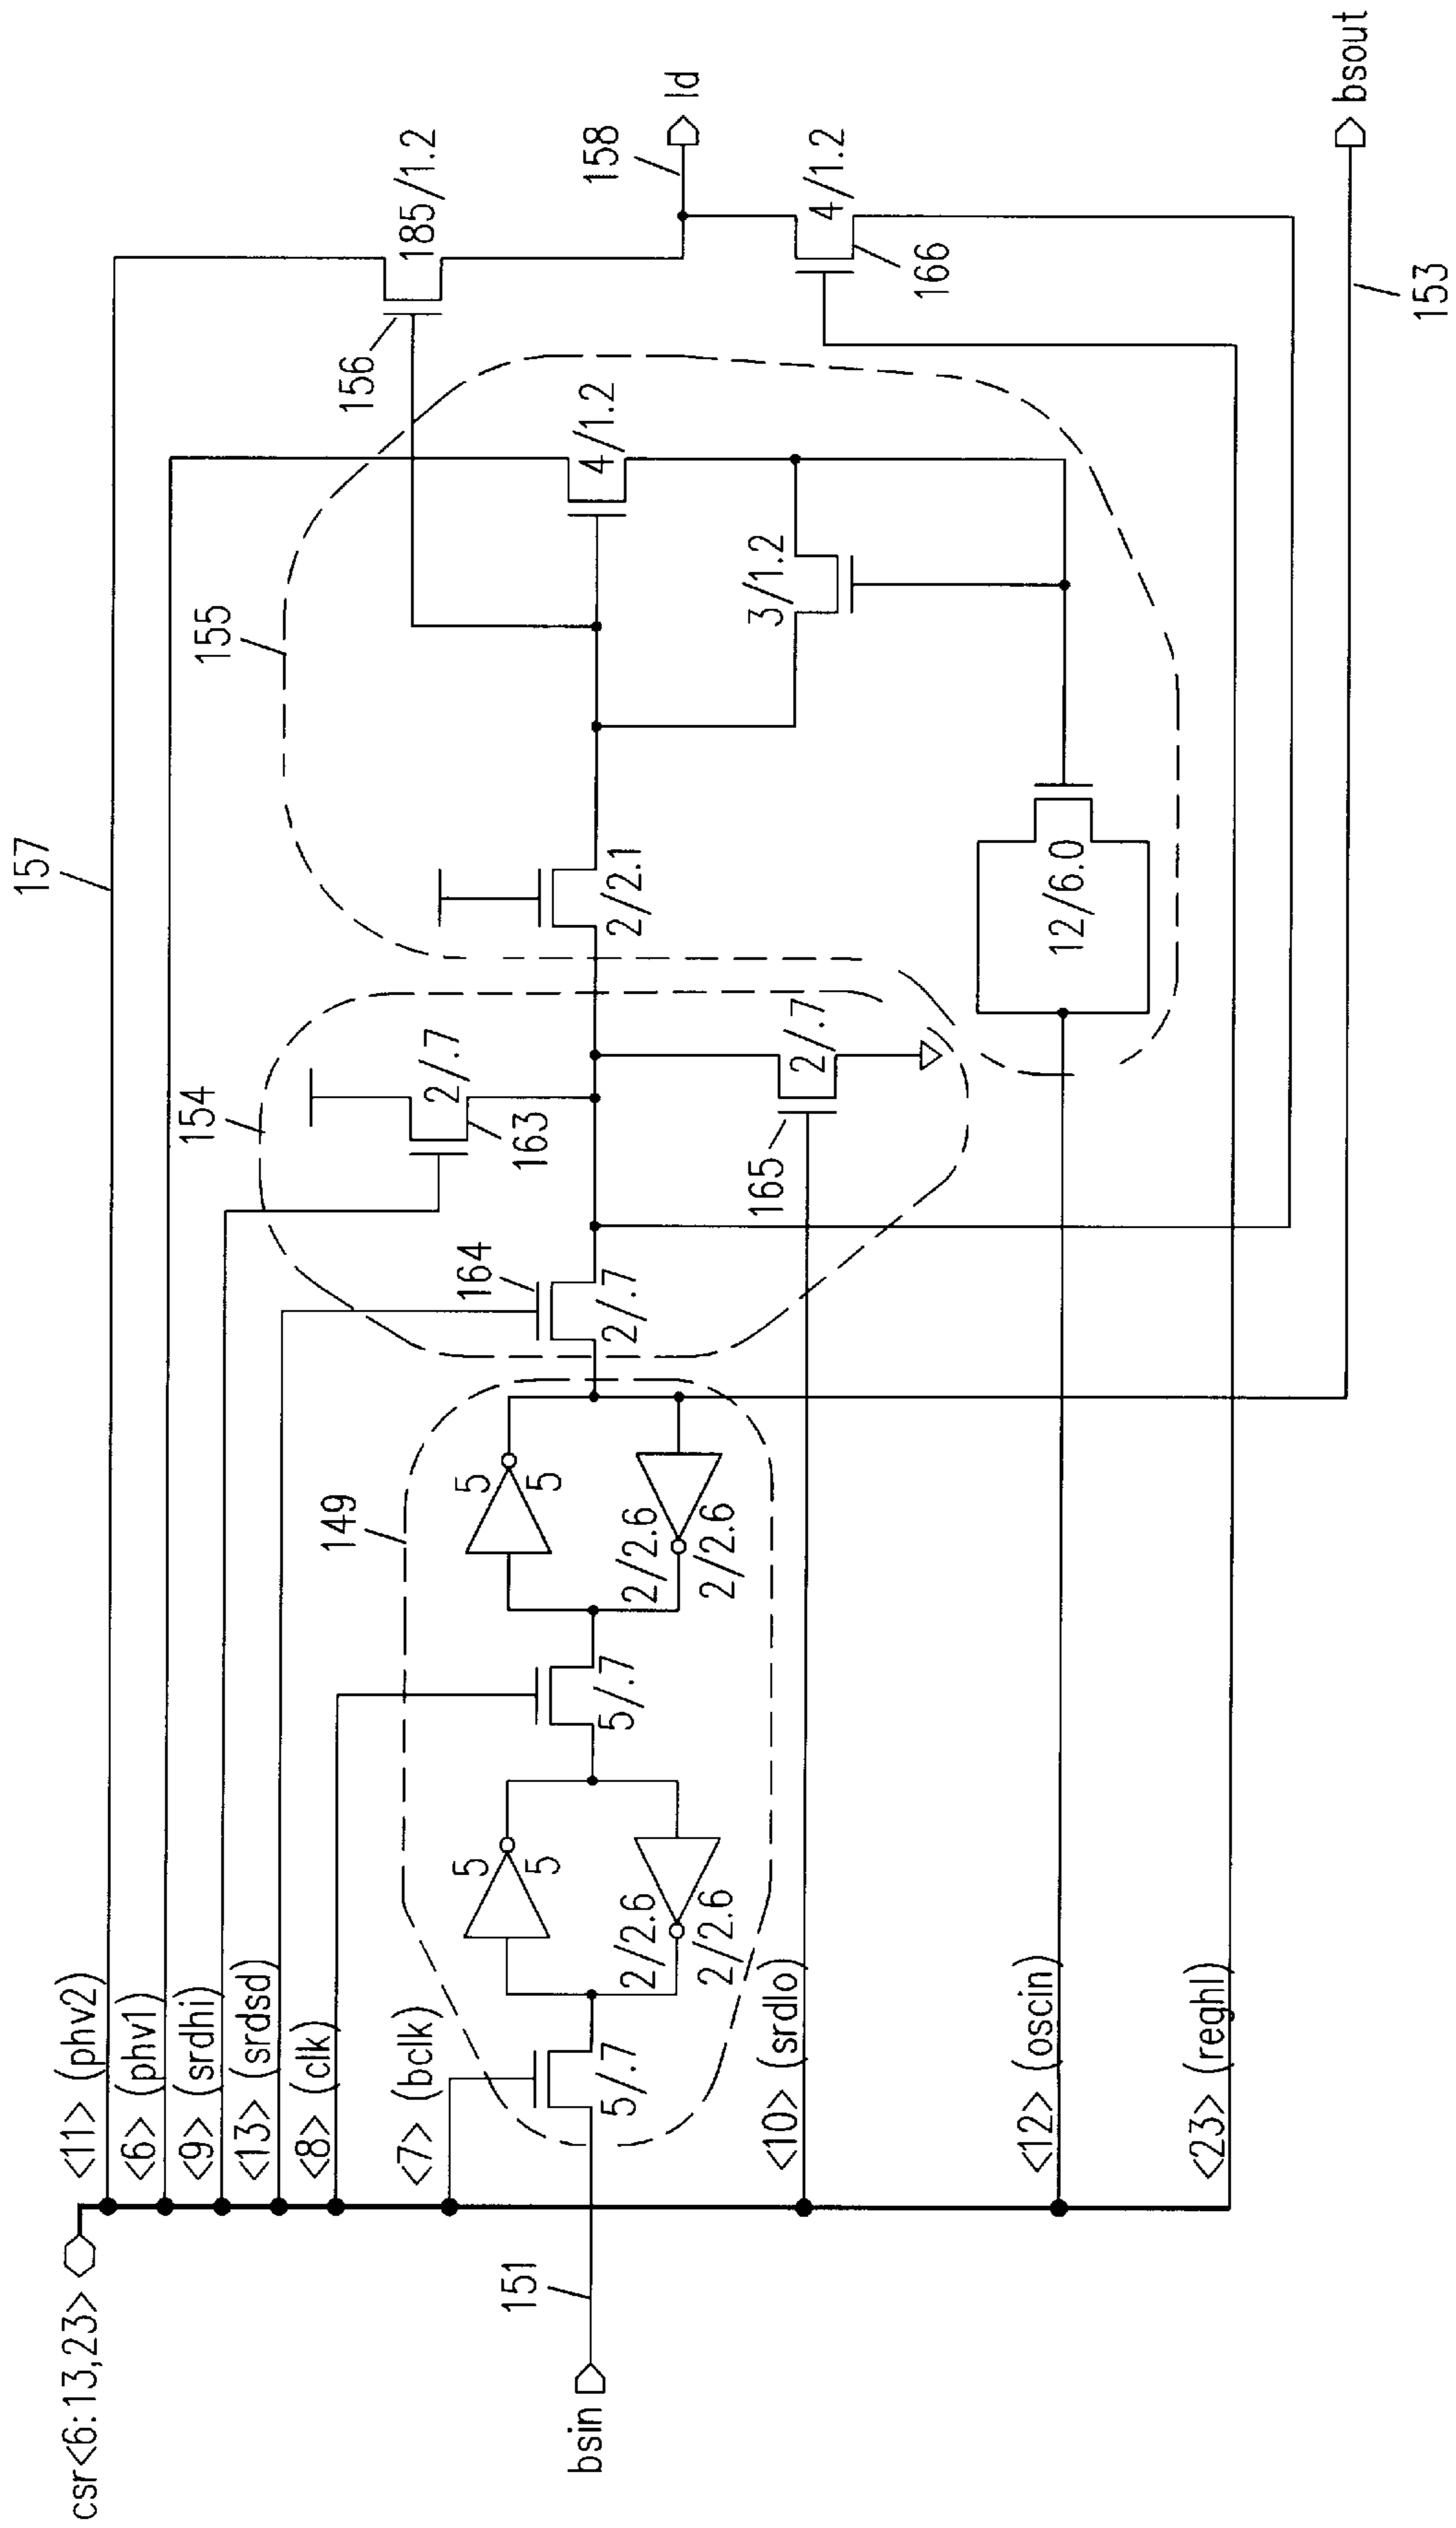 csr<6:13,23>
<11> (phv2)
<6> (phv1)
<9> (srdhi)
<13> (srdsd)
<8> (clk)
<7> (bclk)
<10> (srdlo)
<12> (oscin)
<23> (reghl)
bsin
151
5/.7
5
5
2/2.6
2/2.6
5/.7
149
5
5
2/2.6
2/2.6
164
2/.7
154
2/.7
163
165
2/.7
157
2/2.1
155
12/6.0
3/1.2
4/1.2
156
185/1.2
158
ld
4/1.2
166
153
bsout